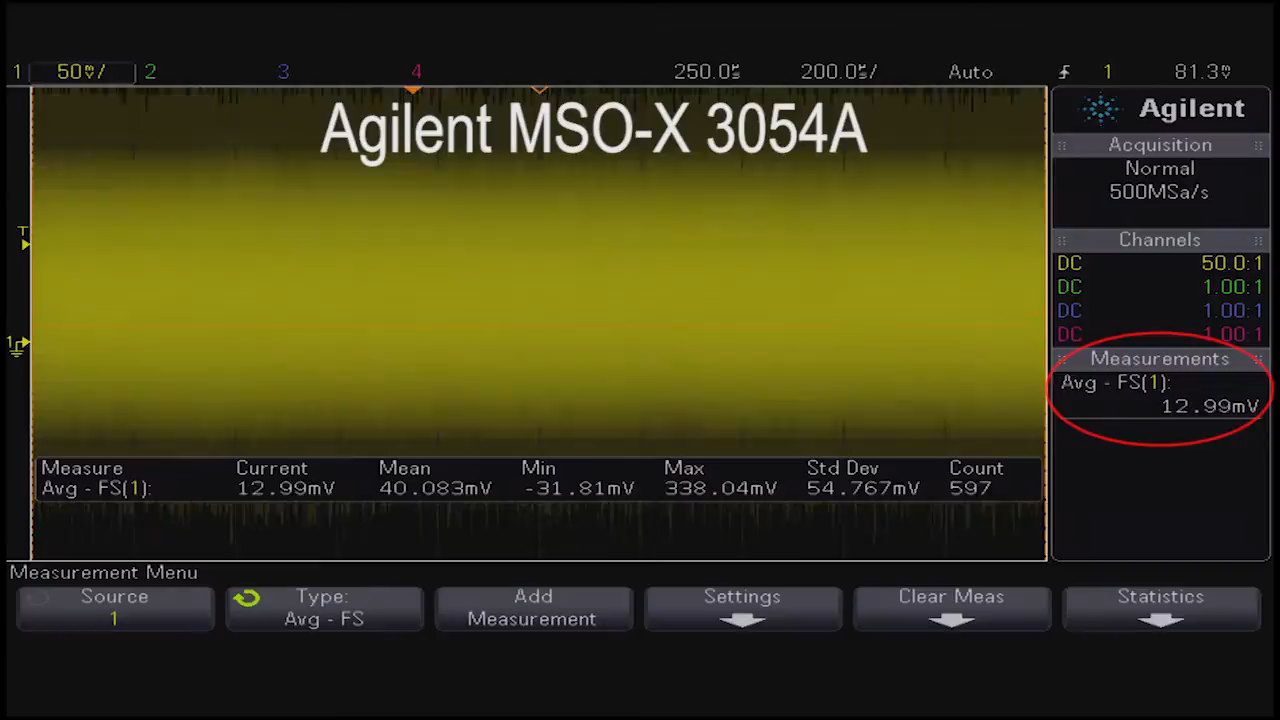 1 50mV/ 2 3 4 250.0s 200.0s/ Auto 1 81.3mV
Agilent MSO-X 3054A
Agilent
Acquisition
Normal
500MSa/s
Channels
DC 50.0:1
DC 1.00:1
DC 1.00:1
DC 1.00:1
Measurements
Avg - FS(1):
12.99mV
T
1
Measure Current Mean Min Max Std Dev Count
Avg - FS(1): 12.99mV 40.083mV -31.81mV 338.04mV 54.767mV 597
Measurement Menu
Source
1
Type:
Avg - FS
Add
Measurement
Settings
Clear Meas
Statistics